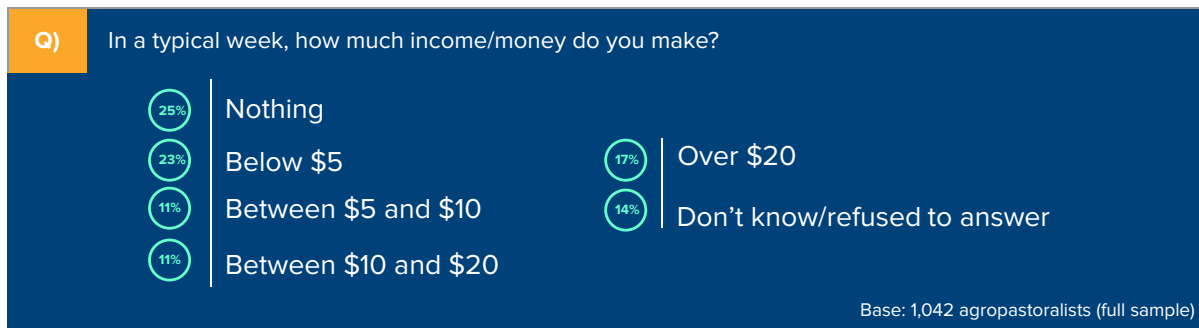 Q)
In a typical week, how much income/money do you make?
25% Nothing
23% Below $5
11% Between $5 and $10
11% Between $10 and $20
17% Over $20
14% Don’t know/refused to answer
Base: 1,042 agropastoralists (full sample)